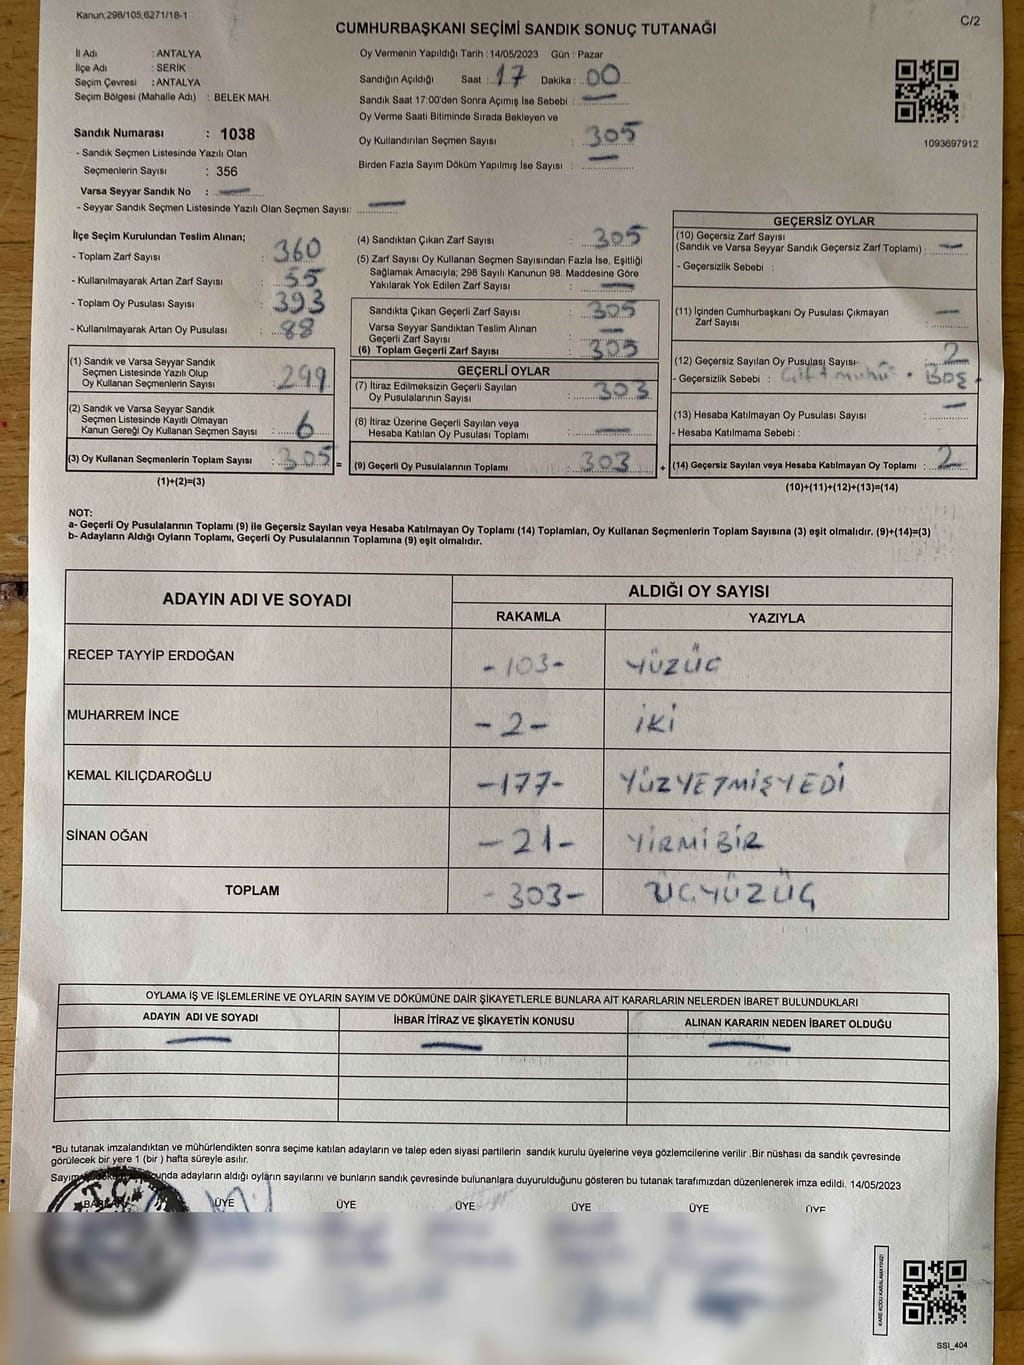 Kanun;298/105,6271/18-1
C/2
CUMHURBAŞKANI SEÇİMİ SANDIK SONUÇ TUTANAĞI
İl Adı : ANTALYA
İlçe Adı : SERİK
Seçim Çevresi : ANTALYA
Seçim Bölgesi (Mahalle Adı) : BELEK MAH.
Sandık Numarası : 1038
- Sandık Seçmen Listesinde Yazılı Olan
Seçmenlerin Sayısı : 356
Varsa Seyyar Sandık No : —
- Seyyar Sandık Seçmen Listesinde Yazılı Olan Seçmen Sayısı: —
Oy Vermenin Yapıldığı Tarih : 14/05/2023 Gün : Pazar
Sandığın Açıldığı Saat : 17 Dakika : 00
Sandık Saat 17:00'den Sonra Açımış İse Sebebi : —
Oy Verme Saati Bitiminde Sırada Bekleyen ve
Oy Kullandırılan Seçmen Sayısı : 305
Birden Fazla Sayım Döküm Yapılmış İse Sayısı : —
1093697912
İlçe Seçim Kurulundan Teslim Alınan;
- Toplam Zarf Sayısı : 360
- Kullanılmayarak Artan Zarf Sayısı : 55
- Toplam Oy Pusulası Sayısı : 393
- Kullanılmayarak Artan Oy Pusulası : 88
(1) Sandık ve Varsa Seyyar Sandık
Seçmen Listesinde Yazılı Olup
Oy Kullanan Seçmenlerin Sayısı : 299
(2) Sandık ve Varsa Seyyar Sandık
Seçmen Listesinde Kayıtlı Olmayan
Kanun Gereği Oy Kullanan Seçmen Sayısı : 6
(3) Oy Kullanan Seçmenlerin Toplam Sayısı : 305 =
(1)+(2)=(3)
(4) Sandıktan Çıkan Zarf Sayısı : 305
(5) Zarf Sayısı Oy Kullanan Seçmen Sayısından Fazla İse, Eşitliği
Sağlamak Amacıyla; 298 Sayılı Kanunun 98. Maddesine Göre
Yakılarak Yok Edilen Zarf Sayısı : —
Sandıkta Çıkan Geçerli Zarf Sayısı : 305
Varsa Seyyar Sandıktan Teslim Alınan
Geçerli Zarf Sayısı : —
(6) Toplam Geçerli Zarf Sayısı : 305
GEÇERLİ OYLAR
(7) İtiraz Edilmeksizin Geçerli Sayılan
Oy Pusulalarının Sayısı : 303
(8) İtiraz Üzerine Geçerli Sayılan veya
Hesaba Katılan Oy Pusulası Toplamı : —
(9) Geçerli Oy Pusulalarının Toplamı : 303 +
GEÇERSİZ OYLAR
(10) Geçersiz Zarf Sayısı
(Sandık ve Varsa Seyyar Sandık Geçersiz Zarf Toplamı) : —
- Geçersizlik Sebebi :
(11) İçinden Cumhurbaşkanı Oy Pusulası Çıkmayan
Zarf Sayısı : —
(12) Geçersiz Sayılan Oy Pusulası Sayısı : 2
- Geçersizlik Sebebi : Çift mühü BOŞ
(13) Hesaba Katılmayan Oy Pusulası Sayısı : —
- Hesaba Katılmama Sebebi :
(14) Geçersiz Sayılan veya Hesaba Katılmayan Oy Toplamı : 2
(10)+(11)+(12)+(13)=(14)
NOT:
a- Geçerli Oy Pusulalarının Toplamı (9) ile Geçersiz Sayılan veya Hesaba Katılmayan Oy Toplamı (14) Toplamları, Oy Kullanan Seçmenlerin Toplam Sayısına (3) eşit olmalıdır. (9)+(14)=(3)
b- Adayların Aldığı Oyların Toplamı, Geçerli Oy Pusulalarının Toplamına (9) eşit olmalıdır.
ADAYIN ADI VE SOYADI
ALDIĞI OY SAYISI
RAKAMLA YAZIYLA
RECEP TAYYİP ERDOĞAN -103- YÜZÜÇ
MUHARREM İNCE -2- İKİ
KEMAL KILIÇDAROĞLU -177- YÜZYETMİŞYEDİ
SİNAN OĞAN -21- YİRMİBİR
TOPLAM -303- ÜÇYÜZÜÇ
OYLAMA İŞ VE İŞLEMLERİNE VE OYLARIN SAYIM VE DÖKÜMÜNE DAİR ŞİKAYETLERLE BUNLARA AİT KARARLARIN NELERDEN İBARET BULUNDUKLARI
ADAYIN ADI VE SOYADI İHBAR İTİRAZ VE ŞİKAYETİN KONUSU ALINAN KARARIN NEDEN İBARET OLDUĞU
— — —
*Bu tutanak imzalandıktan ve mühürlendikten sonra seçime katılan adayların ve talep eden siyasi partilerin sandık kurulu üyelerine veya gözlemcilerine verilir .Bir nüshası da sandık çevresinde
görülecek bir yere 1 (bir ) hafta süreyle asılır.
Sayım adayların aldığı oyların sayılarını ve bunların sandık çevresinde bulunanlara duyurulduğunu gösteren bu tutanak tarafımızdan düzenlenerek imza edildi. 14/05/2023
T.C.
BAŞKAN ÜYE ÜYE ÜYE ÜYE ÜYE ÜYE
KARE KODU KARALAMAYINIZ!
SSI_404